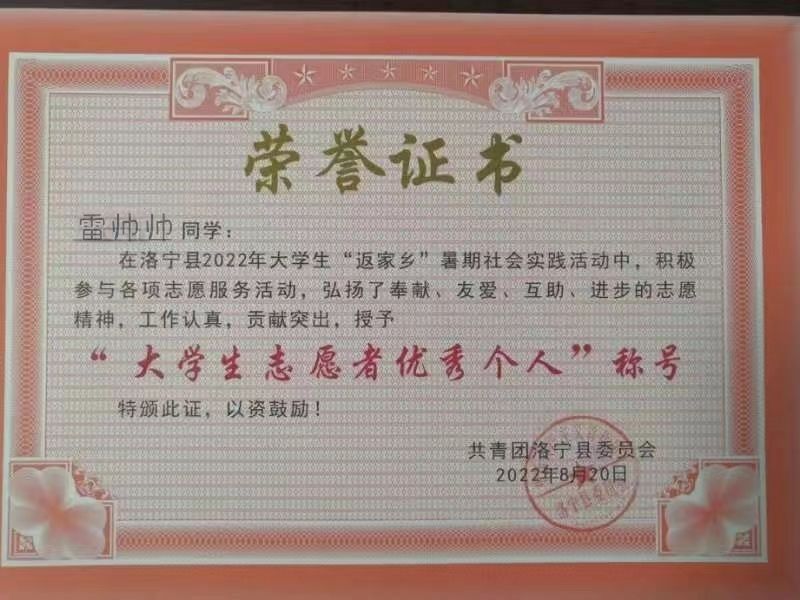 荣誉证书
雷帅帅 同学：
在洛宁县2022年大学生“返家乡”暑期社会实践活动中，积极
参与各项志愿服务活动，弘扬了奉献、友爱、互助、进步的志愿
精神，工作认真，贡献突出，授予
“大学生志愿者优秀个人”称号
特颁此证，以资鼓励！
共青团洛宁县委员会
2022年8月20日